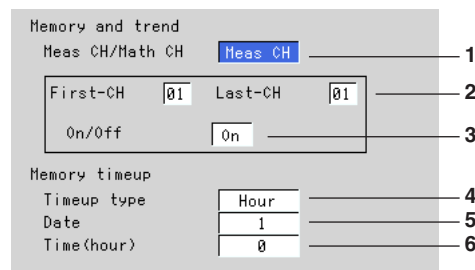 Memory and trend
Meas CH/Math CH Meas CH 1
First-CH 01 Last-CH 01 2
On/Off On 3
Memory timeup
Timeup type Hour 4
Date 1 5
Time(hour) 0 6